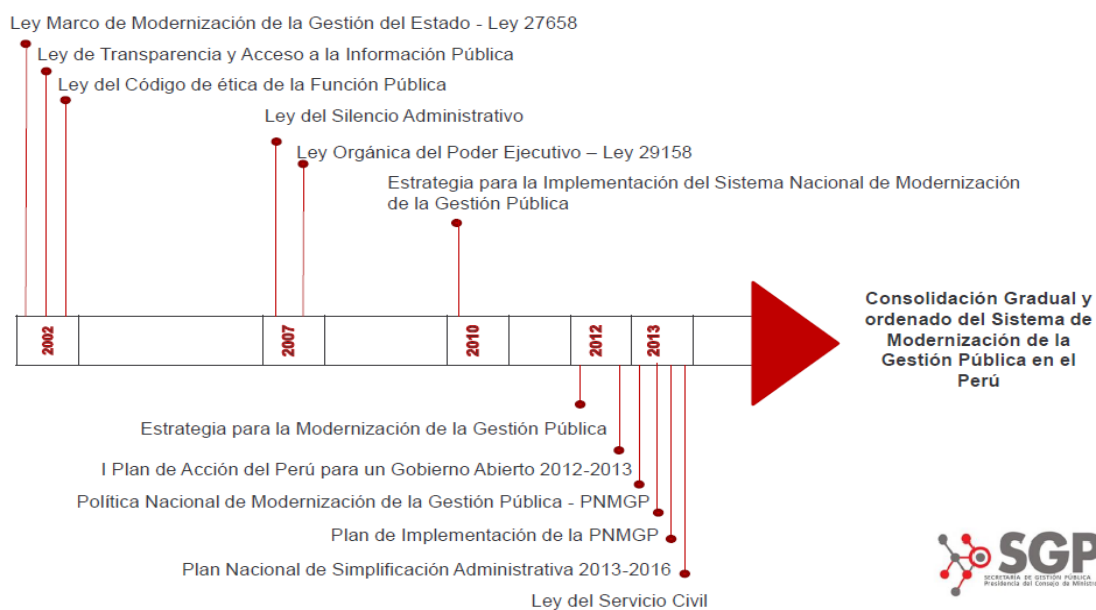 Ley Marco de Modernización de la Gestión del Estado - Ley 27658
Ley de Transparencia y Acceso a la Información Pública
Ley del Código de ética de la Función Pública
Ley del Silencio Administrativo
Ley Orgánica del Poder Ejecutivo – Ley 29158
Estrategia para la Implementación del Sistema Nacional de Modernización
de la Gestión Pública
2002
2007
2010
2012
2013
Consolidación Gradual y
ordenado del Sistema de
Modernización de la
Gestión Pública en el
Perú
Estrategia para la Modernización de la Gestión Pública
I Plan de Acción del Perú para un Gobierno Abierto 2012-2013
Política Nacional de Modernización de la Gestión Pública - PNMGP
Plan de Implementación de la PNMGP
Plan Nacional de Simplificación Administrativa 2013-2016
Ley del Servicio Civil
SGP
SECRETARÍA DE GESTIÓN PÚBLICA
Presidencia del Consejo de Ministro